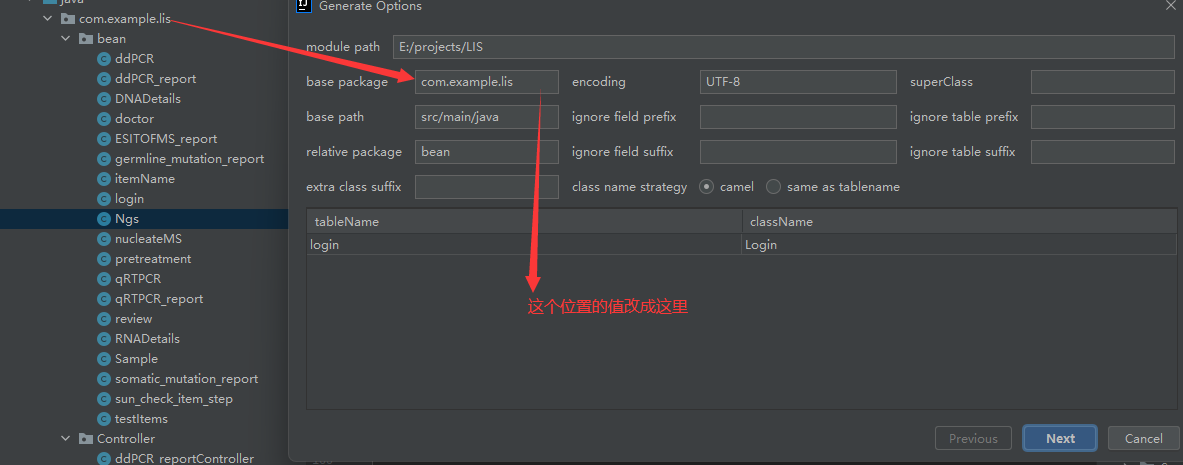 java
com.example.lis
bean
ddPCR
ddPCR_report
DNADetails
doctor
ESITOFMS_report
germline_mutation_report
itemName
login
Ngs
nucleateMS
pretreatment
qRTPCR
qRTPCR_report
review
RNADetails
Sample
somatic_mutation_report
sun_check_item_step
testItems
Controller
ddPCR_reportController
Generate Options
module path E:/projects/LIS
base package com.example.lis encoding UTF-8 superClass
base path src/main/java ignore field prefix ignore table prefix
relative package bean ignore field suffix ignore table suffix
extra class suffix class name strategy camel same as tablename
tableName className
login Login
这个位置的值改成这里
Previous Next Cancel